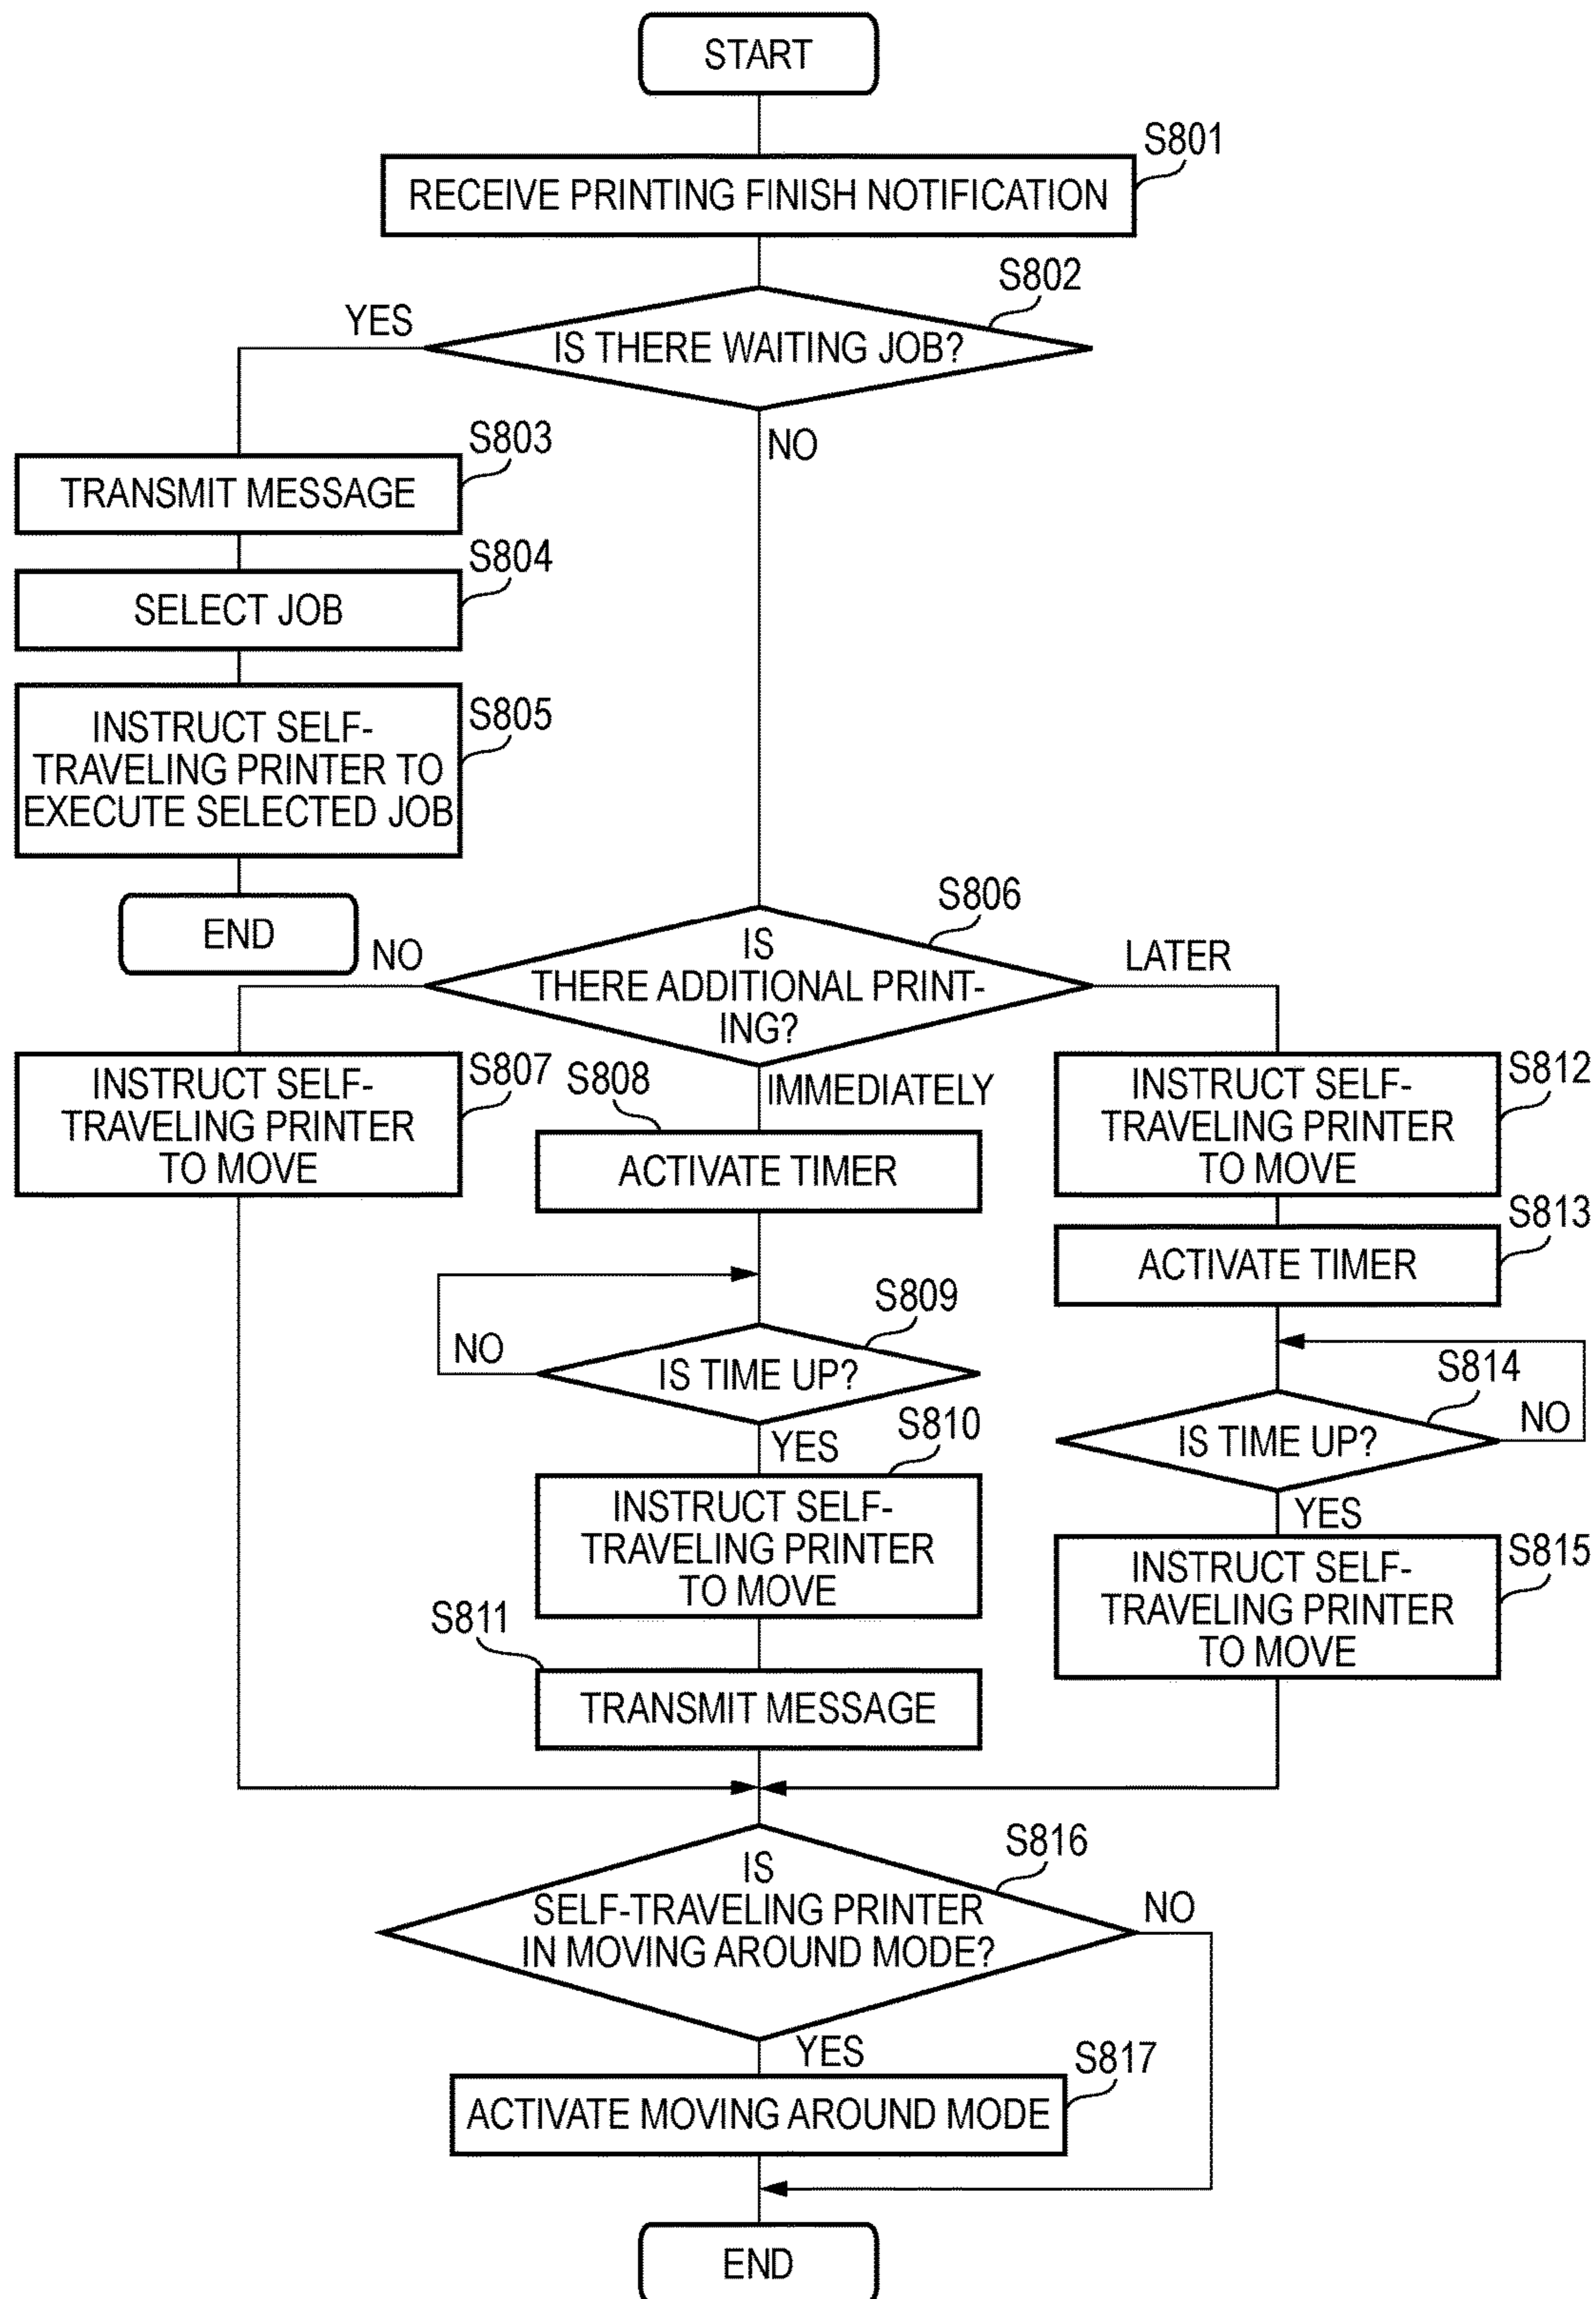 START
S801
RECEIVE PRINTING FINISH NOTIFICATION
S802
YES
IS THERE WAITING JOB?
NO
S803
TRANSMIT MESSAGE
S804
SELECT JOB
S805
INSTRUCT SELF-
TRAVELING PRINTER TO
EXECUTE SELECTED JOB
END
S806
NO
IS
THERE ADDITIONAL PRINT-
ING?
LATER
IMMEDIATELY
S807
INSTRUCT SELF-
TRAVELING PRINTER
TO MOVE
S808
ACTIVATE TIMER
S809
NO
IS TIME UP?
YES
S810
INSTRUCT SELF-
TRAVELING PRINTER
TO MOVE
S811
TRANSMIT MESSAGE
S812
INSTRUCT SELF-
TRAVELING PRINTER
TO MOVE
S813
ACTIVATE TIMER
S814
IS TIME UP?
NO
YES
S815
INSTRUCT SELF-
TRAVELING PRINTER
TO MOVE
S816
IS
SELF-TRAVELING PRINTER
IN MOVING AROUND MODE?
NO
YES
S817
ACTIVATE MOVING AROUND MODE
END